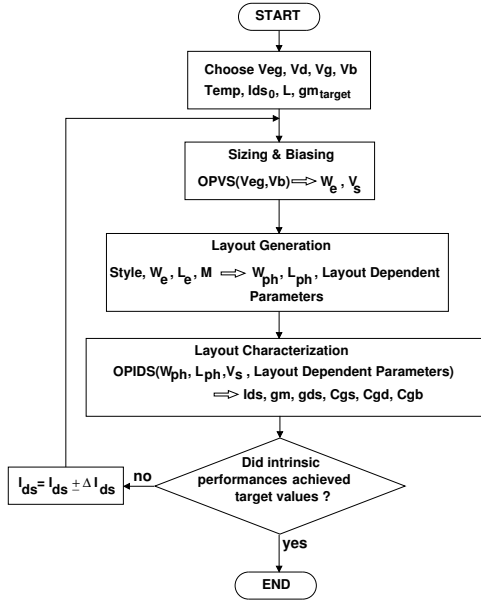 START
Choose Veg, Vd, Vg, Vb
Temp, Ids0, L, gmtarget
Sizing & Biasing
OPVS(Veg,Vb) ⇒ We , Vs
Layout Generation
Style, We , Le , M ⇒ Wph , Lph , Layout Dependent
Parameters
Layout Characterization
OPIDS(Wph , Lph ,Vs , Layout Dependent Parameters)
⇒ Ids, gm, gds, Cgs, Cgd, Cgb
Did intrinsic
performances achieved
target values ?
no
Ids= Ids ± Δ Ids
yes
END